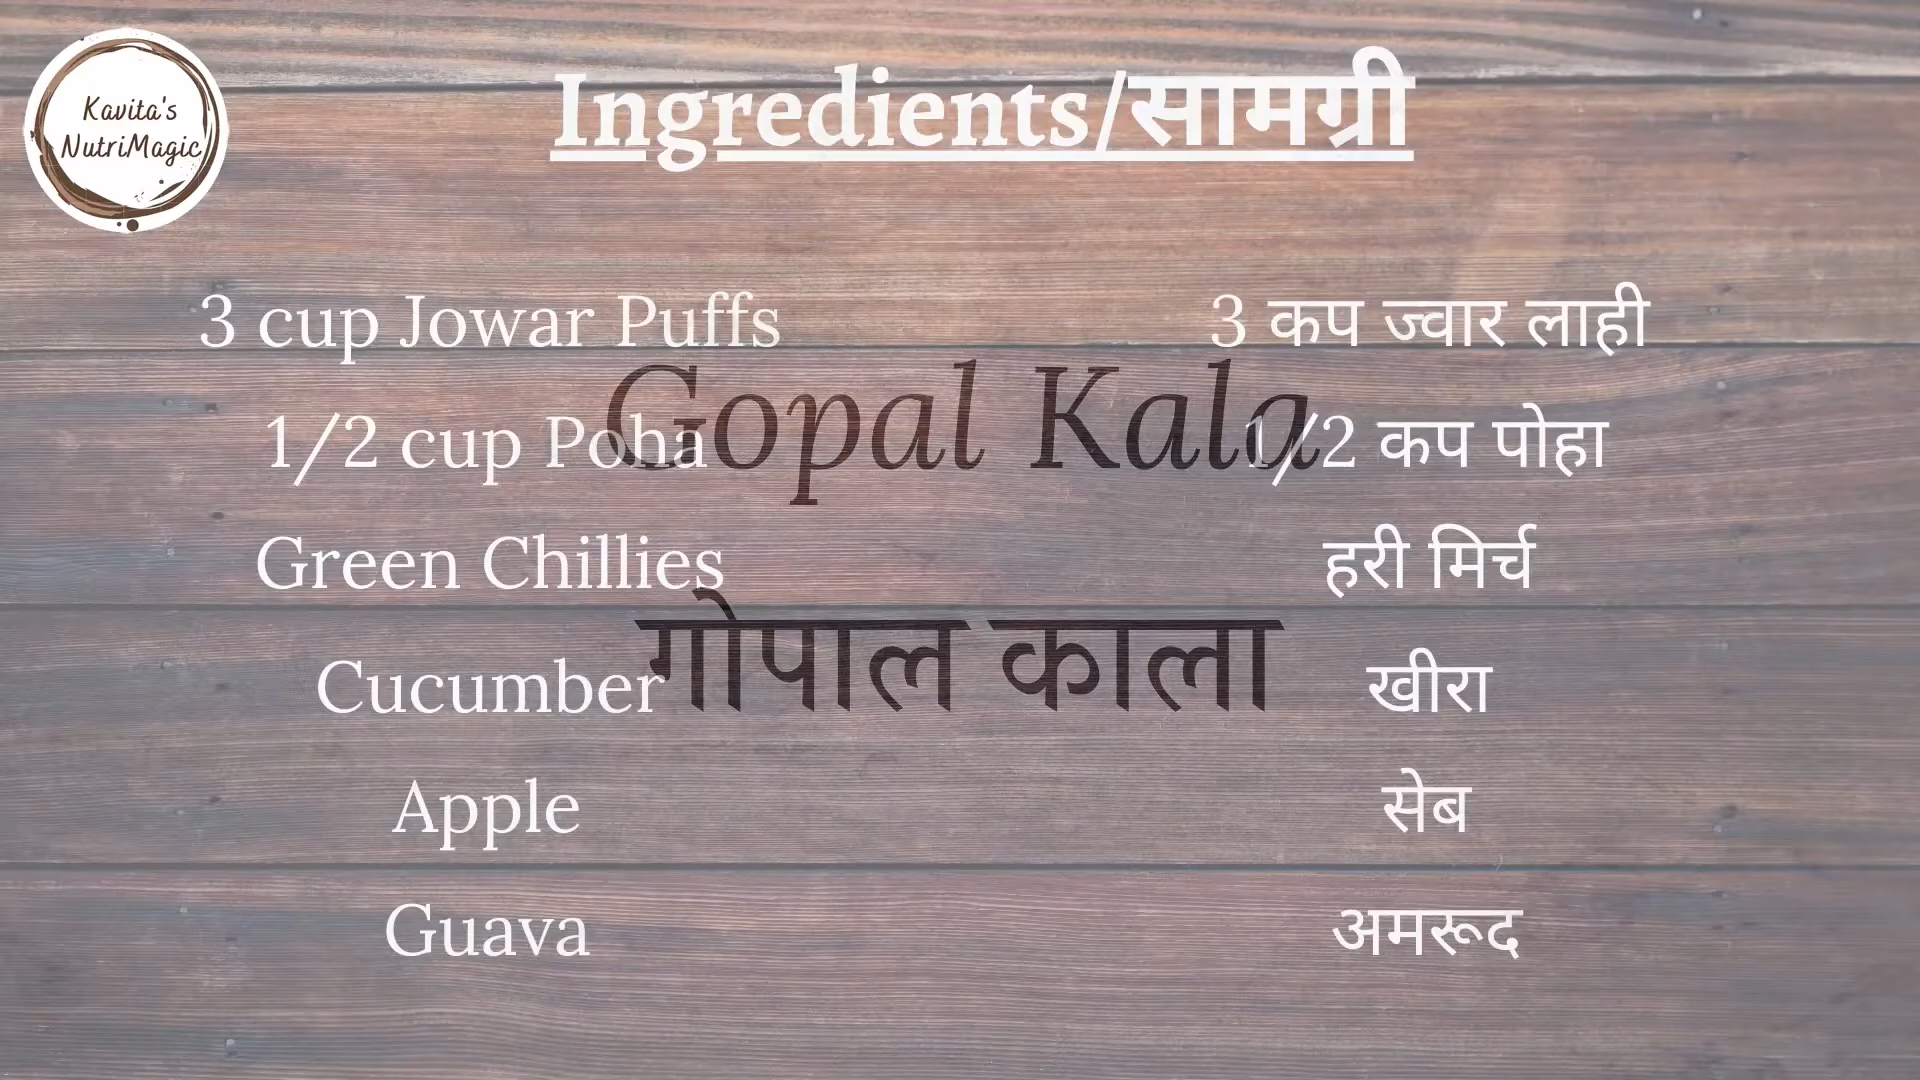 Kavita's
NutriMagic
Ingredients/सामग्री
3 cup Jowar Puffs
3 कप ज्वार लाही
Gopal Kala
1/2 cup Poha
1/2 कप पोहा
Green Chillies
हरी मिर्च
गोपाल काला
Cucumber
खीरा
Apple
सेब
Guava
अमरूद